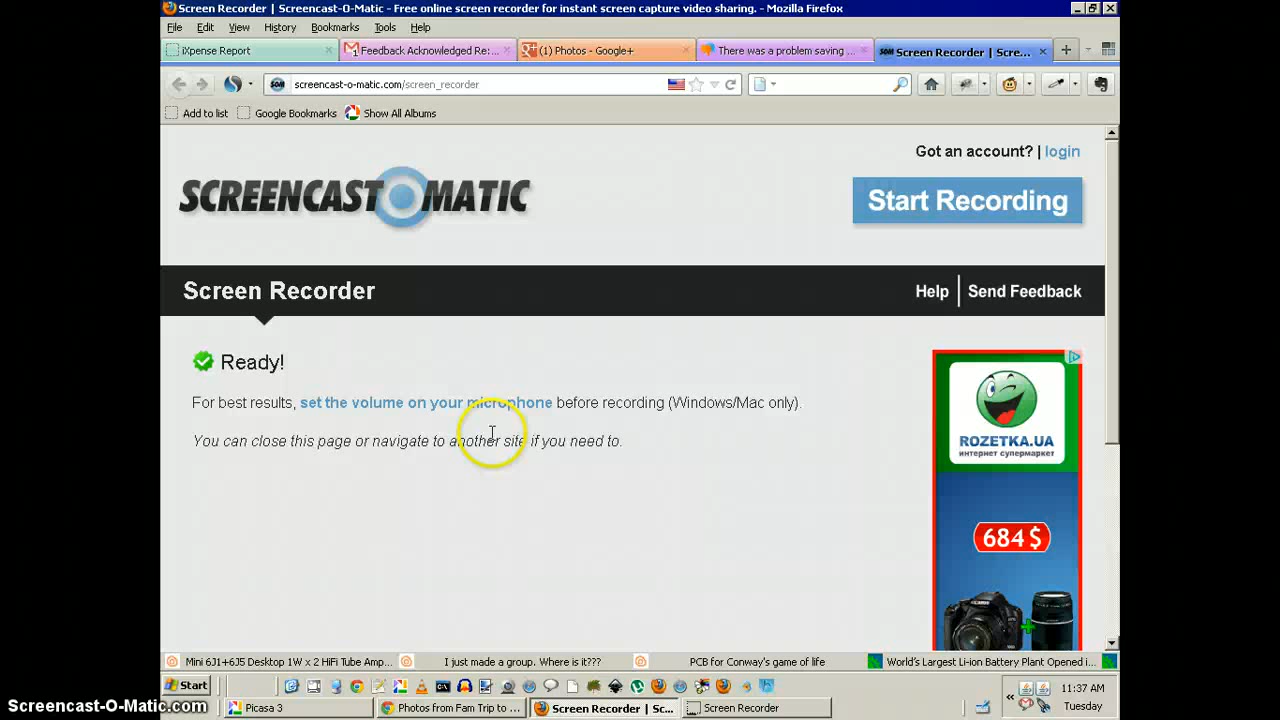 Screen Recorder | Screencast-O-Matic - Free online screen recorder for instant screen capture video sharing. - Mozilla Firefox
File Edit View History Bookmarks Tools Help
iXpense Report
Feedback Acknowledged Re:...
(1) Photos - Google+
There was a problem saving ...
Screen Recorder | Scre...
screencast-o-matic.com/screen_recorder
Add to list
Google Bookmarks
Show All Albums
Got an account? | login
SCREENCAST O MATIC
Start Recording
Screen Recorder
Help
Send Feedback
Ready!
For best results, set the volume on your microphone before recording (Windows/Mac only).
You can close this page or navigate to another site if you need to.
ROZETKA.UA
интернет супермаркет
684 $
Mini 6J1+6J5 Desktop 1W x 2 HiFi Tube Amp...
I just made a group. Where is it???
PCB for Conway's game of life
World's Largest Li-ion Battery Plant Opened i...
Start
11:37 AM
Tuesday
Picasa 3
Photos from Fam Trip to ...
Screen Recorder | Sc...
Screen Recorder
Screencast-O-Matic.com